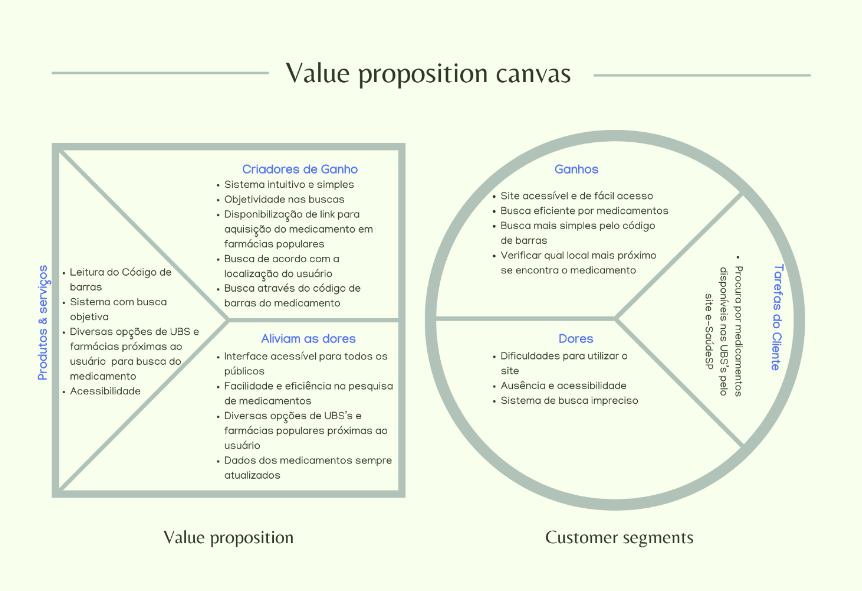 Value proposition canvas
Produtos & serviços
• Leitura do Código de
barras
• Sistema com busca
objetiva
• Diversas opções de UBS e
farmácias próximas ao
usuário para busca do
medicamento
• Acessibilidade
Criadores de Ganho
• Sistema intuitivo e simples
• Objetividade nas buscas
• Disponibilização de link para
aquisição do medicamento em
farmácias populares
• Busca de acordo com a
localização do usuário
• Busca através do código de
barras do medicamento
Aliviam as dores
• Interface acessível para todos os
públicos
• Facilidade e eficiência na pesquisa
de medicamentos
• Diversas opções de UBS's e
farmácias populares próximas ao
usuário
• Dados dos medicamentos sempre
atualizados
Value proposition
Ganhos
• Site acessível e de fácil acesso
• Busca eficiente por medicamentos
• Busca mais simples pelo código
de barras
• Verificar qual local mais próximo
se encontra o medicamento
Dores
• Dificuldades para utilizar o
site
• Ausência e acessibilidade
• Sistema de busca impreciso
Tarefas do Cliente
• Procura por medicamentos
disponíveis nas UBS's pelo
site e-SaúdeSP
Customer segments